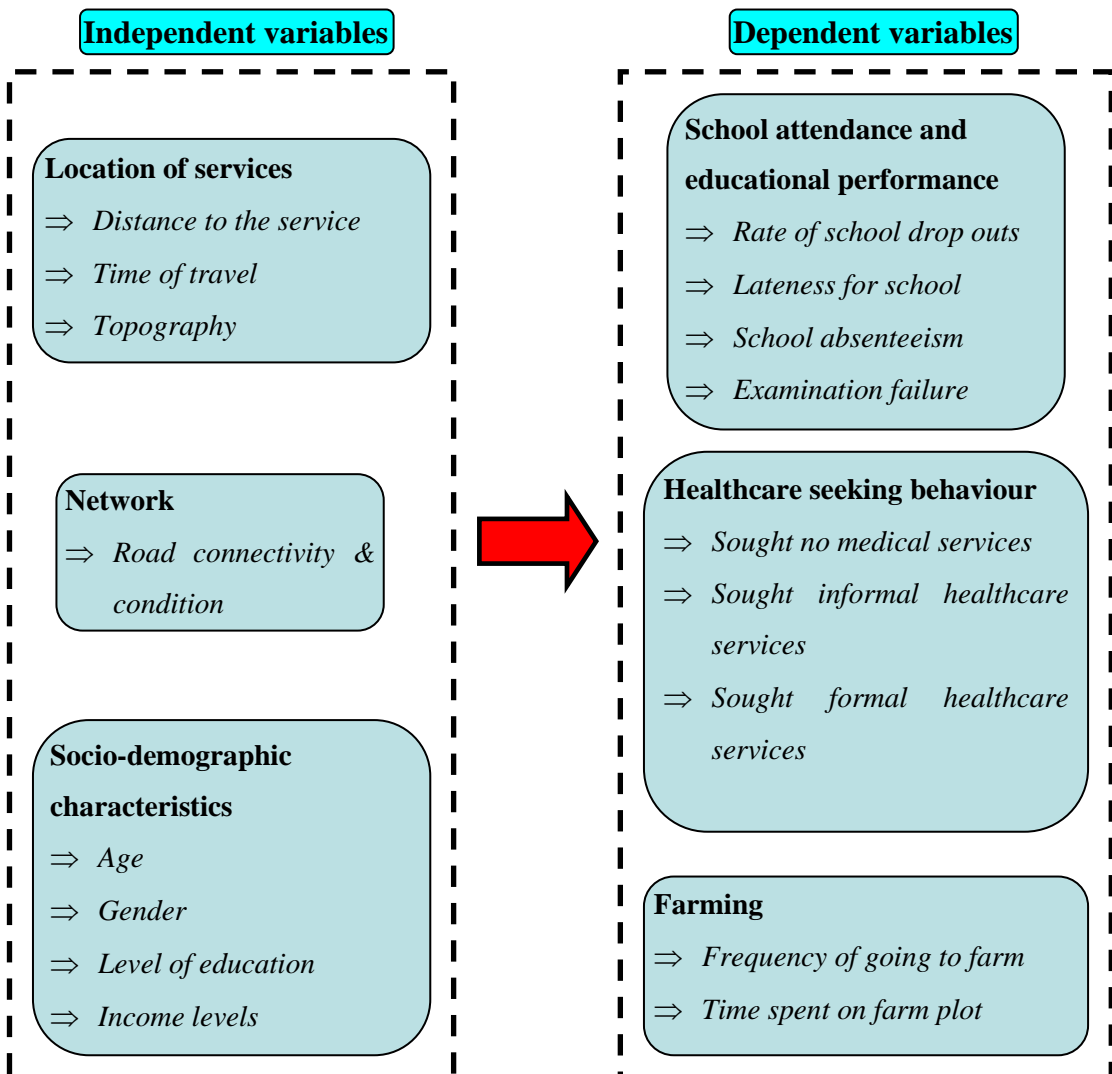 Independent variables
Location of services
⇒ Distance to the service
⇒ Time of travel
⇒ Topography
Network
⇒ Road connectivity &
condition
Socio-demographic
characteristics
⇒ Age
⇒ Gender
⇒ Level of education
⇒ Income levels
Dependent variables
School attendance and
educational performance
⇒ Rate of school drop outs
⇒ Lateness for school
⇒ School absenteeism
⇒ Examination failure
Healthcare seeking behaviour
⇒ Sought no medical services
⇒ Sought informal healthcare
services
⇒ Sought formal healthcare
services
Farming
⇒ Frequency of going to farm
⇒ Time spent on farm plot